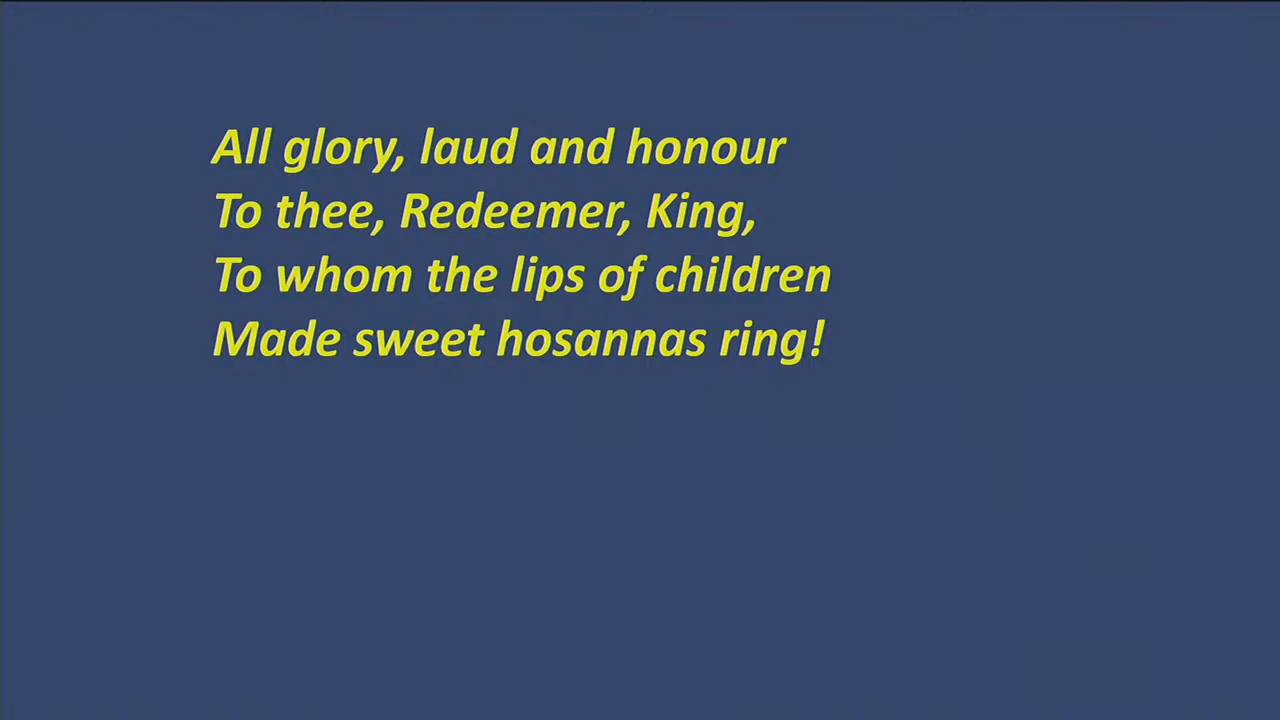 All glory, laud and honour
To thee, Redeemer, King,
To whom the lips of children
Made sweet hosannas ring!